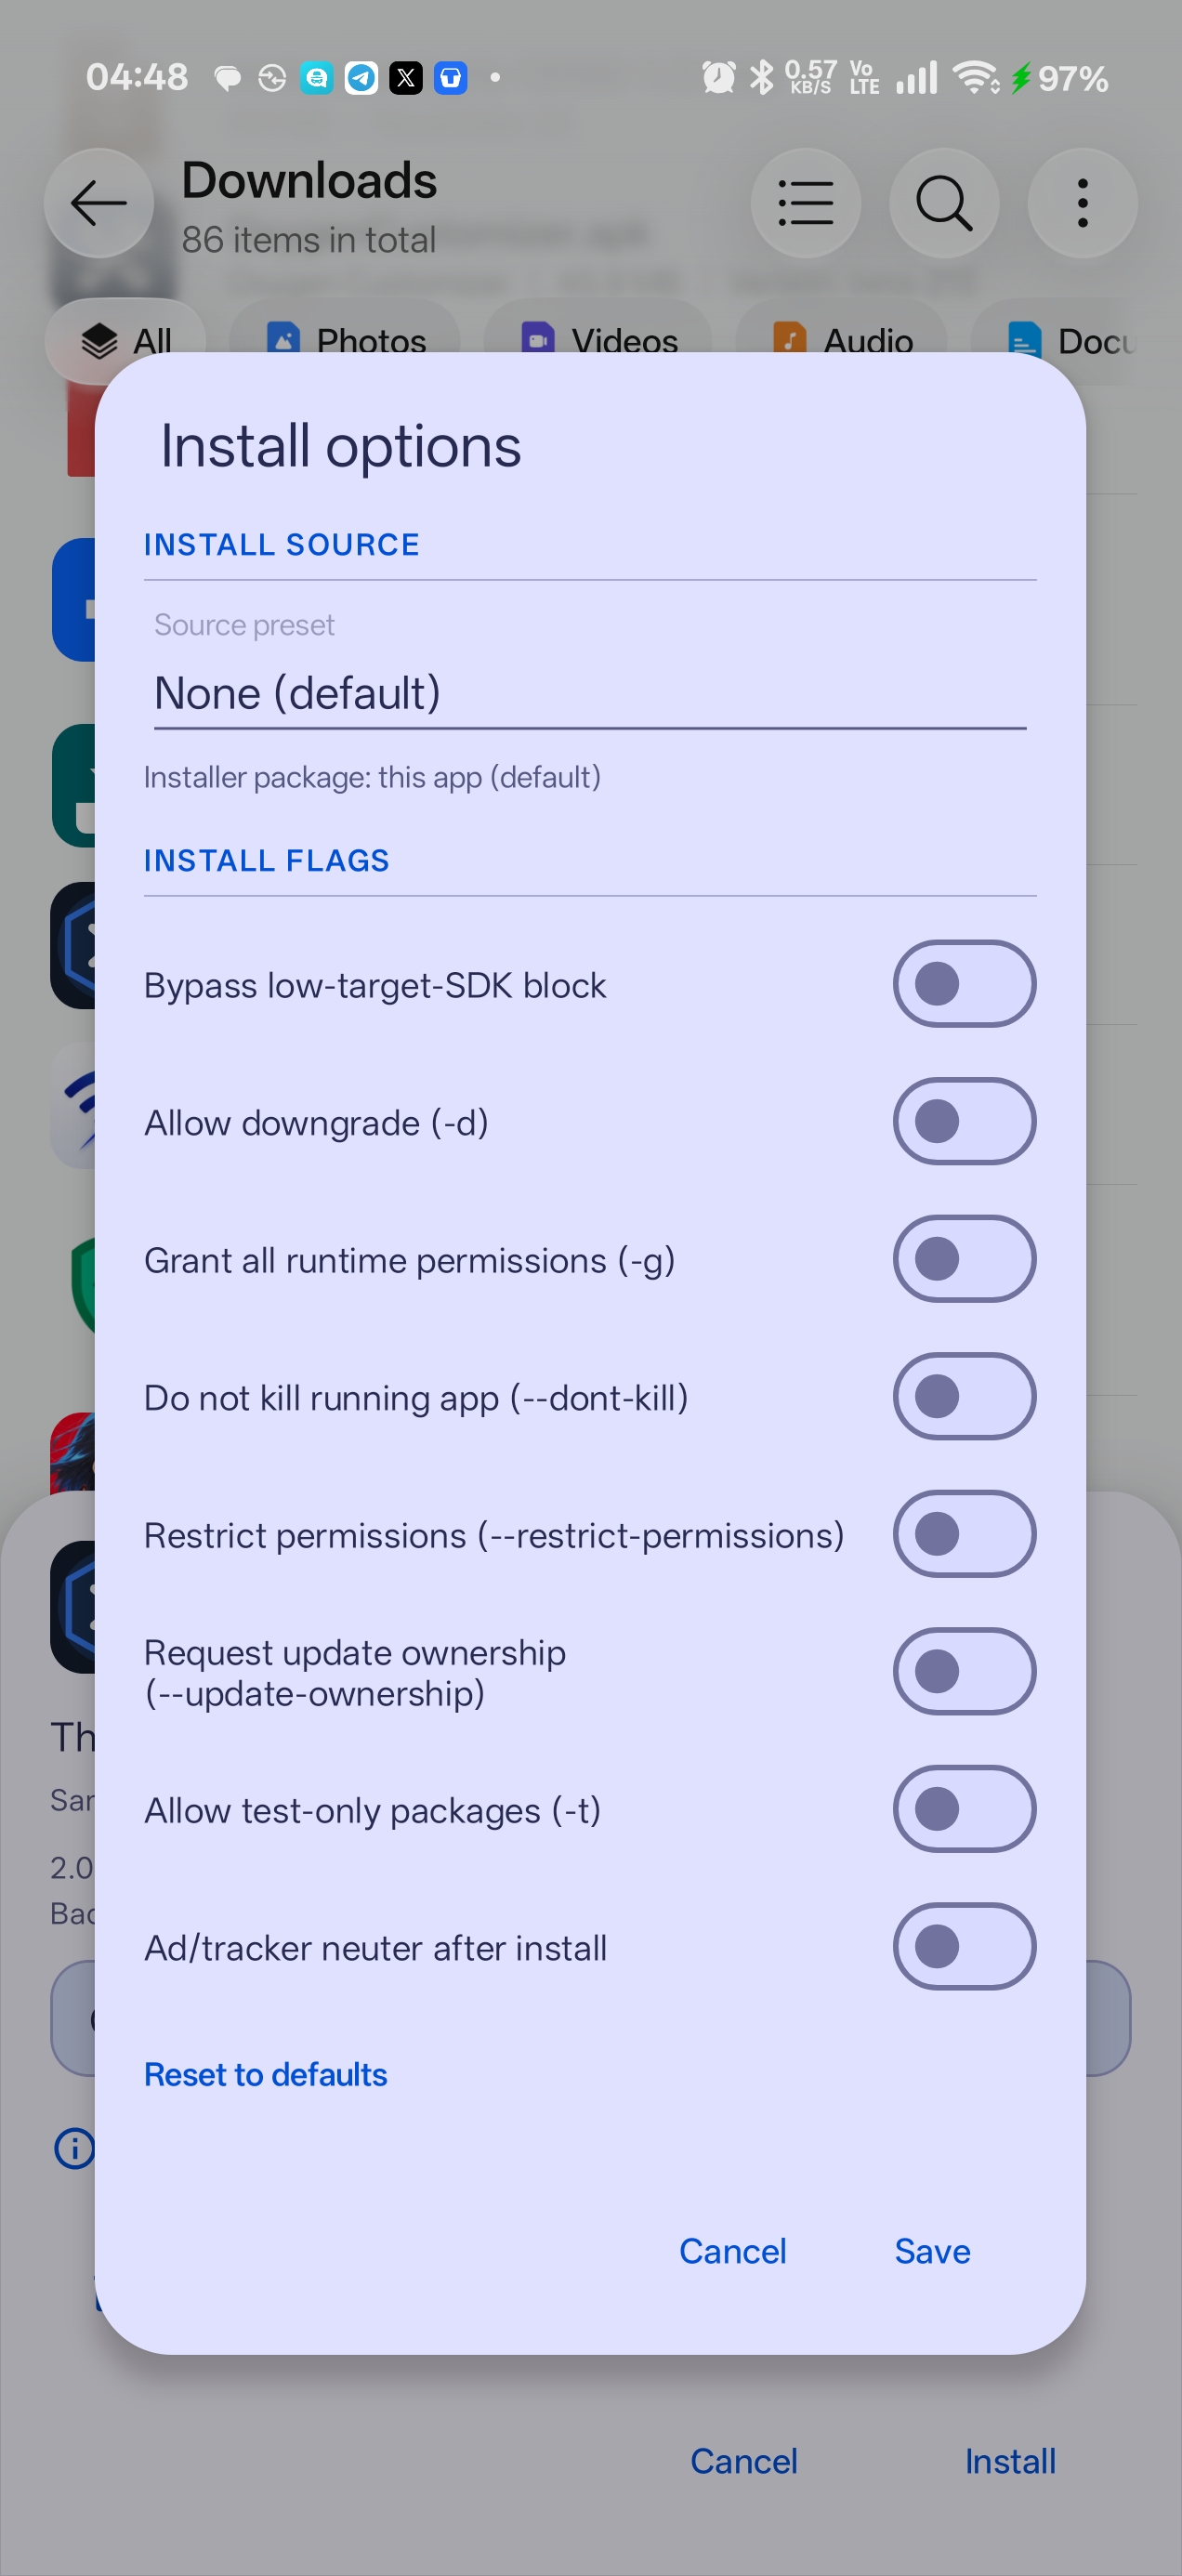 04:48
0.57
KB/S
Vo
LTE
97%
Downloads
86 items in total
All
Photos
Videos
Audio
Docu
Install options
INSTALL SOURCE
Source preset
None (default)
Installer package: this app (default)
INSTALL FLAGS
Bypass low-target-SDK block
Allow downgrade (-d)
Grant all runtime permissions (-g)
Do not kill running app (--dont-kill)
Restrict permissions (--restrict-permissions)
Request update ownership
(--update-ownership)
Allow test-only packages (-t)
Ad/tracker neuter after install
Reset to defaults
Cancel
Save
Cancel
Install